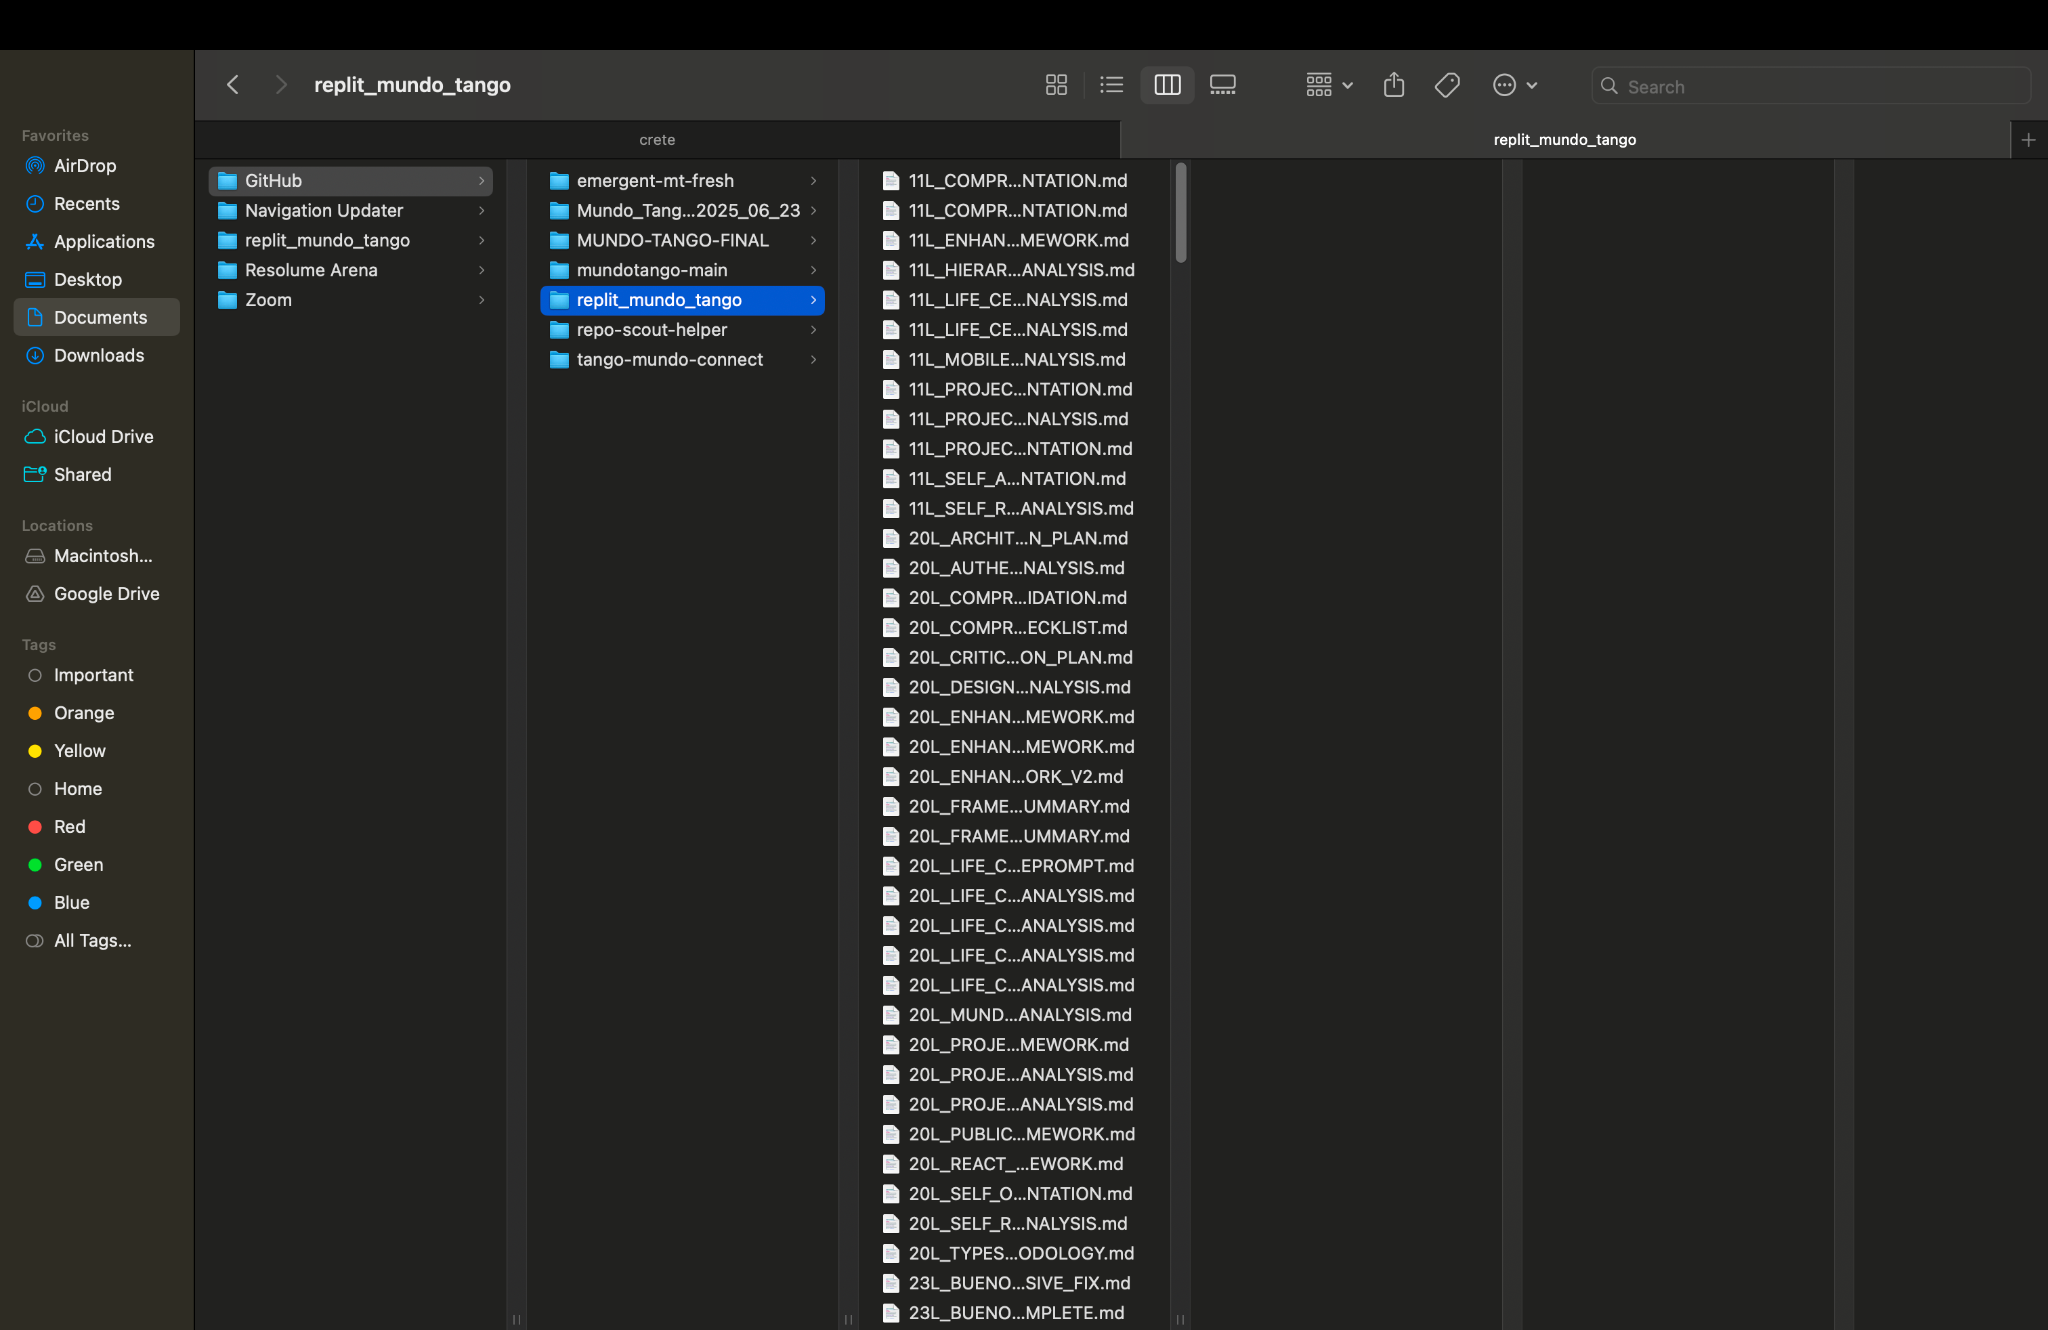 replit_mundo_tango
Search
crete
replit_mundo_tango
Favorites
AirDrop
Recents
Applications
Desktop
Documents
Downloads
iCloud
iCloud Drive
Shared
Locations
Macintosh...
Google Drive
Tags
Important
Orange
Yellow
Home
Red
Green
Blue
All Tags...
GitHub
Navigation Updater
replit_mundo_tango
Resolume Arena
Zoom
emergent-mt-fresh
Mundo_Tang...2025_06_23
MUNDO-TANGO-FINAL
mundotango-main
replit_mundo_tango
repo-scout-helper
tango-mundo-connect
11L_COMPR...NTATION.md
11L_COMPR...NTATION.md
11L_ENHAN...MEWORK.md
11L_HIERAR...ANALYSIS.md
11L_LIFE_CE...NALYSIS.md
11L_LIFE_CE...NALYSIS.md
11L_MOBILE...NALYSIS.md
11L_PROJEC...NTATION.md
11L_PROJEC...NALYSIS.md
11L_PROJEC...NTATION.md
11L_SELF_A...NTATION.md
11L_SELF_R...ANALYSIS.md
20L_ARCHIT...N_PLAN.md
20L_AUTHE...NALYSIS.md
20L_COMPR...IDATION.md
20L_COMPR...ECKLIST.md
20L_CRITIC...ON_PLAN.md
20L_DESIGN...NALYSIS.md
20L_ENHAN...MEWORK.md
20L_ENHAN...MEWORK.md
20L_ENHAN...ORK_V2.md
20L_FRAME...UMMARY.md
20L_FRAME...UMMARY.md
20L_LIFE_C...EPROMPT.md
20L_LIFE_C...ANALYSIS.md
20L_LIFE_C...ANALYSIS.md
20L_LIFE_C...ANALYSIS.md
20L_LIFE_C...ANALYSIS.md
20L_MUND...ANALYSIS.md
20L_PROJE...MEWORK.md
20L_PROJE...ANALYSIS.md
20L_PROJE...ANALYSIS.md
20L_PUBLIC...MEWORK.md
20L_REACT_...EWORK.md
20L_SELF_O...NTATION.md
20L_SELF_R...NALYSIS.md
20L_TYPES...ODOLOGY.md
23L_BUENO...SIVE_FIX.md
23L_BUENO...MPLETE.md